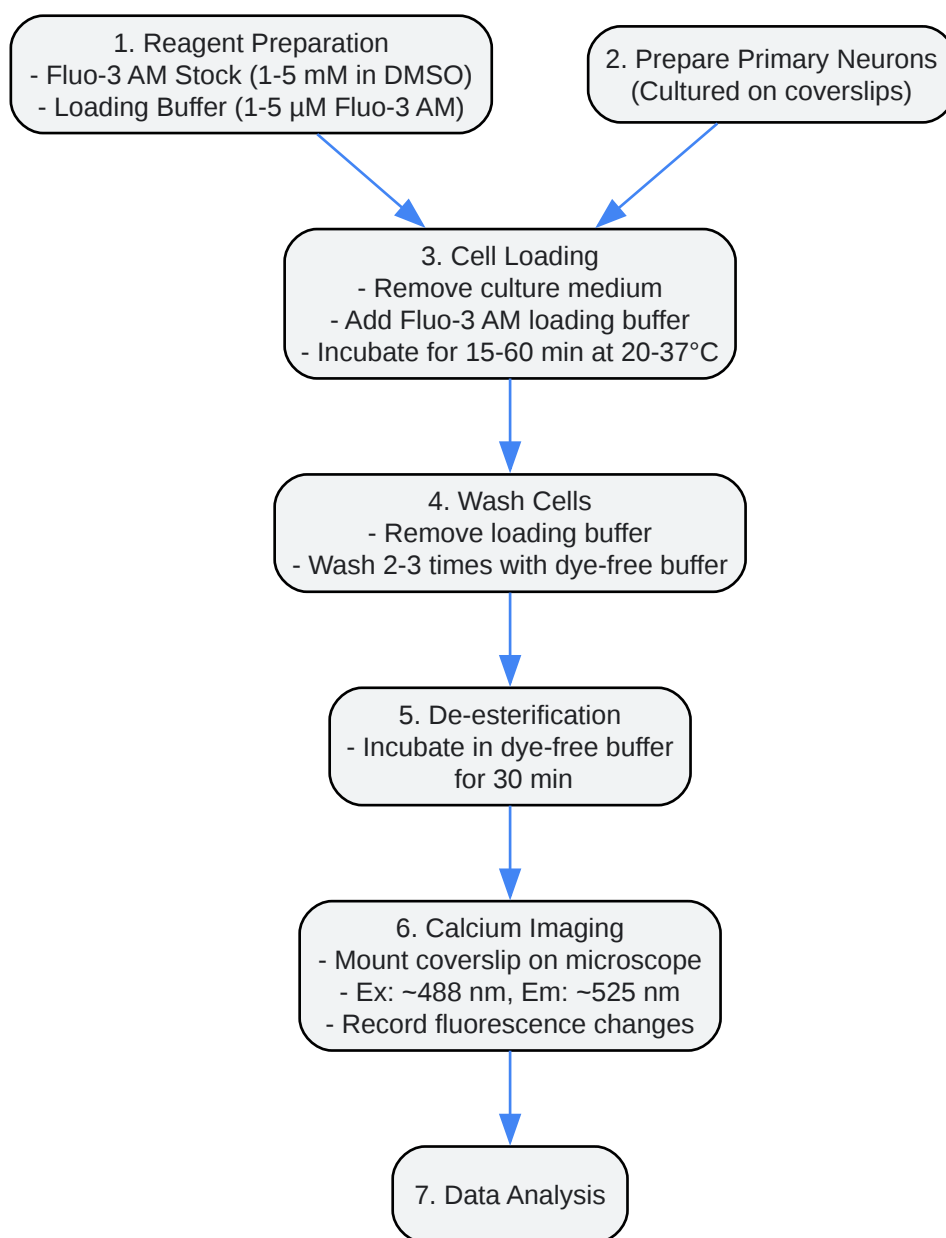 1. Reagent Preparation
- Fluo-3 AM Stock (1-5 mM in DMSO)
- Loading Buffer (1-5 µM Fluo-3 AM)
2. Prepare Primary Neurons
(Cultured on coverslips)
3. Cell Loading
- Remove culture medium
- Add Fluo-3 AM loading buffer
- Incubate for 15-60 min at 20-37°C
4. Wash Cells
- Remove loading buffer
- Wash 2-3 times with dye-free buffer
5. De-esterification
- Incubate in dye-free buffer
for 30 min
6. Calcium Imaging
- Mount coverslip on microscope
- Ex: ~488 nm, Em: ~525 nm
- Record fluorescence changes
7. Data Analysis